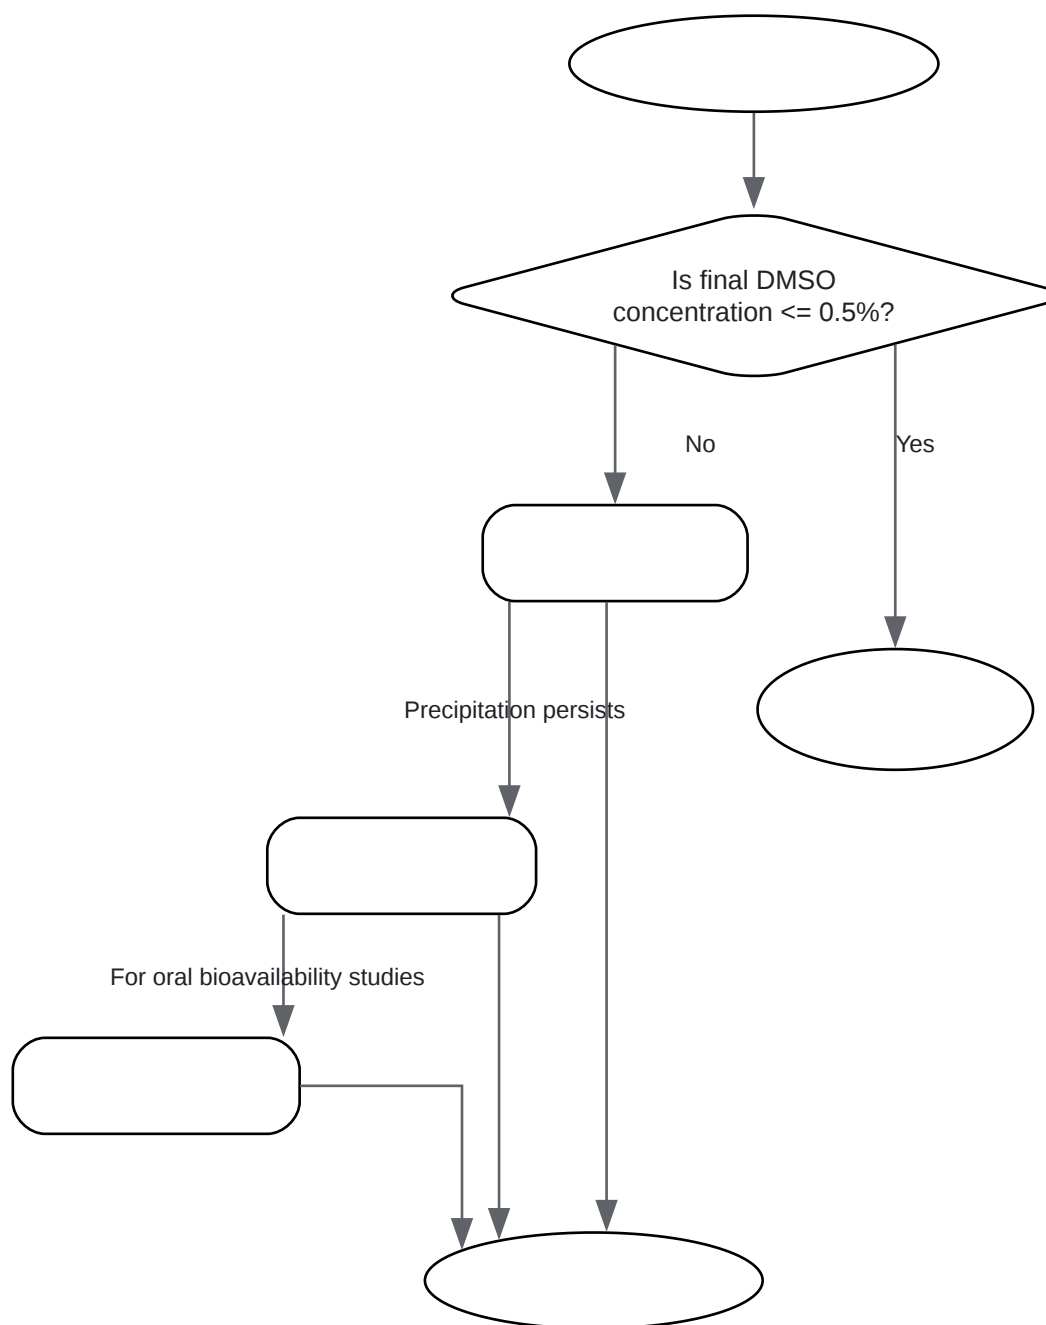 Is final DMSO
concentration <= 0.5%?
No
Yes
Precipitation persists
For oral bioavailability studies